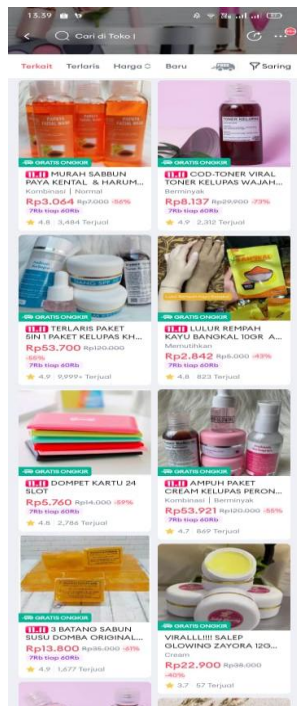 13.39
Cari di Toko
Terkait Terlaris Harga Baru Saring
GRATIS ONGKIR
11.11 MURAH SABBUN
PAYA KENTAL & HARUM...
Kombinasi | Normal
Rp3.064 Rp7.000 -56%
7Rb tiap 60Rb
4.8 3,484 Terjual
GRATIS ONGKIR
11.11 COD-TONER VIRAL
TONER KELUPAS WAJAH...
Berminyak
Rp8.137 Rp29.900 -73%
7Rb tiap 60Rb
4.9 2,312 Terjual
GRATIS ONGKIR
11.11 TERLARIS PAKET
5IN 1 PAKET KELUPAS KH...
Rp53.700 Rp120.000
-55%
7Rb tiap 60Rb
4.9 9,999+ Terjual
GRATIS ONGKIR
11.11 LULUR REMPAH
KAYU BANGKAL 10GR A...
Memutihkan
Rp2.842 Rp5.000 -43%
7Rb tiap 60Rb
4.8 823 Terjual
GRATIS ONGKIR
11.11 DOMPET KARTU 24
SLOT
Rp5.760 Rp14.000 -59%
7Rb tiap 60Rb
4.8 2,786 Terjual
GRATIS ONGKIR
11.11 AMPUH PAKET
CREAM KELUPAS PERON...
Kombinasi | Berminyak
Rp53.921 Rp120.000 -55%
7Rb tiap 60Rb
4.7 869 Terjual
GRATIS ONGKIR
11.11 3 BATANG SABUN
SUSU DOMBA ORIGINAL...
Rp13.800 Rp35.000 -61%
7Rb tiap 60Rb
4.9 1,677 Terjual
GRATIS ONGKIR
VIRALLL!!!! SALEP
GLOWING ZAYORA 12G...
Cream
Rp22.900 Rp38.000
-40%
3.7 57 Terjual